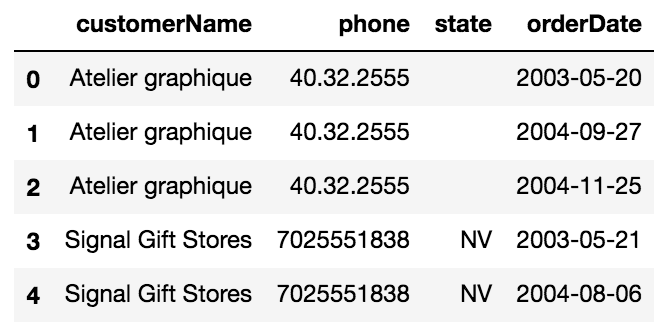 customerName phone state orderDate
0 Atelier graphique 40.32.2555 2003-05-20
1 Atelier graphique 40.32.2555 2004-09-27
2 Atelier graphique 40.32.2555 2004-11-25
3 Signal Gift Stores 7025551838 NV 2003-05-21
4 Signal Gift Stores 7025551838 NV 2004-08-06